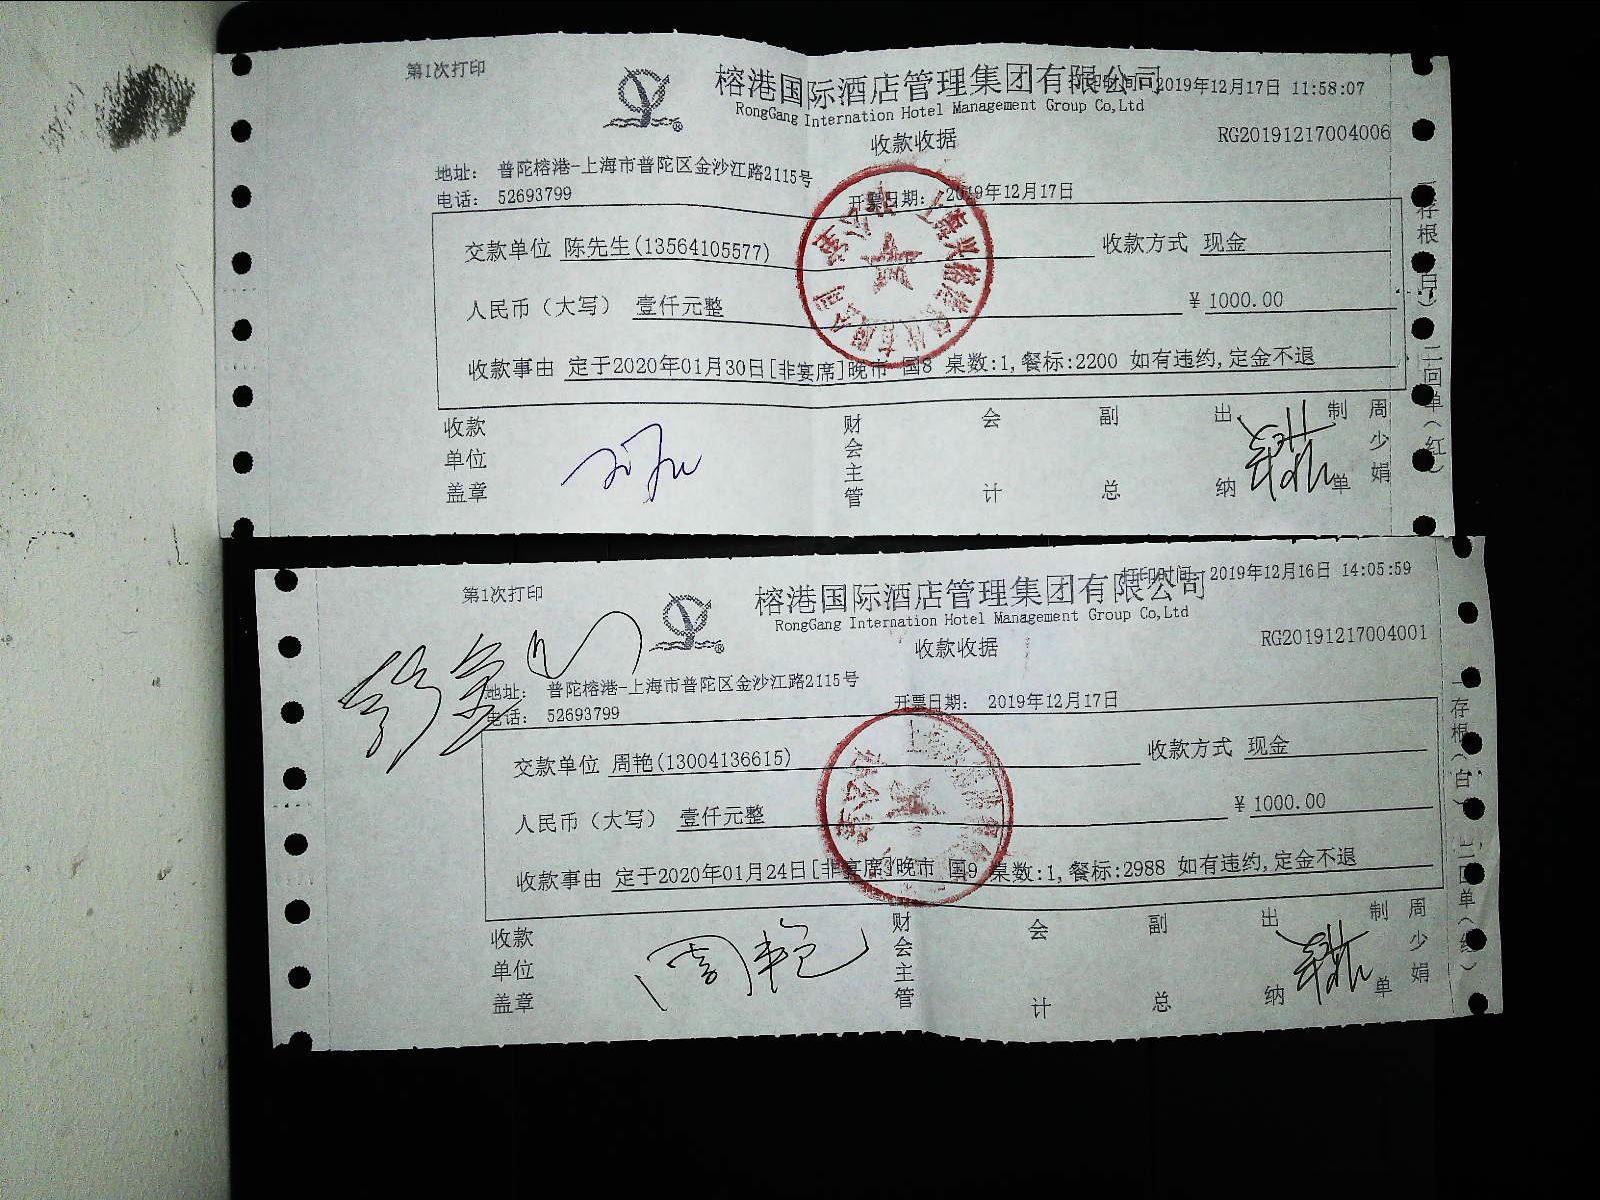 第1次打印
榕港国际酒店管理集团有限公司
打印时间 2019年12月17日 11:58:07
RongGang Internation Hotel Management Group Co,Ltd
收款收据
RG20191217004006
地址： 普陀榕港-上海市普陀区金沙江路2115号
电话： 52693799
开票日期： 2019年12月17日
交款单位 陈先生(13564105577) 收款方式 现金
人民币（大写） 壹仟元整 ￥1000.00
收款事由 定于2020年01月30日[非宴席]晚市 国8 桌数:1,餐标:2200 如有违约,定金不退
收款单位盖章 财会主管 会计 副总 出纳 制单 周少娟
一存根（白） 二回单（红）
第1次打印
榕港国际酒店管理集团有限公司
打印时间 2019年12月16日 14:05:59
RongGang Internation Hotel Management Group Co,Ltd
收款收据
RG20191217004001
地址： 普陀榕港-上海市普陀区金沙江路2115号
电话： 52693799
开票日期： 2019年12月17日
交款单位 周艳(13004136615) 收款方式 现金
人民币（大写） 壹仟元整 ￥1000.00
收款事由 定于2020年01月24日[非宴席]晚市 国9 桌数:1,餐标:2988 如有违约,定金不退
收款单位盖章 周艳 财会主管 会计 副总 出纳 制单 周少娟
一存根（白） 二回单（红）